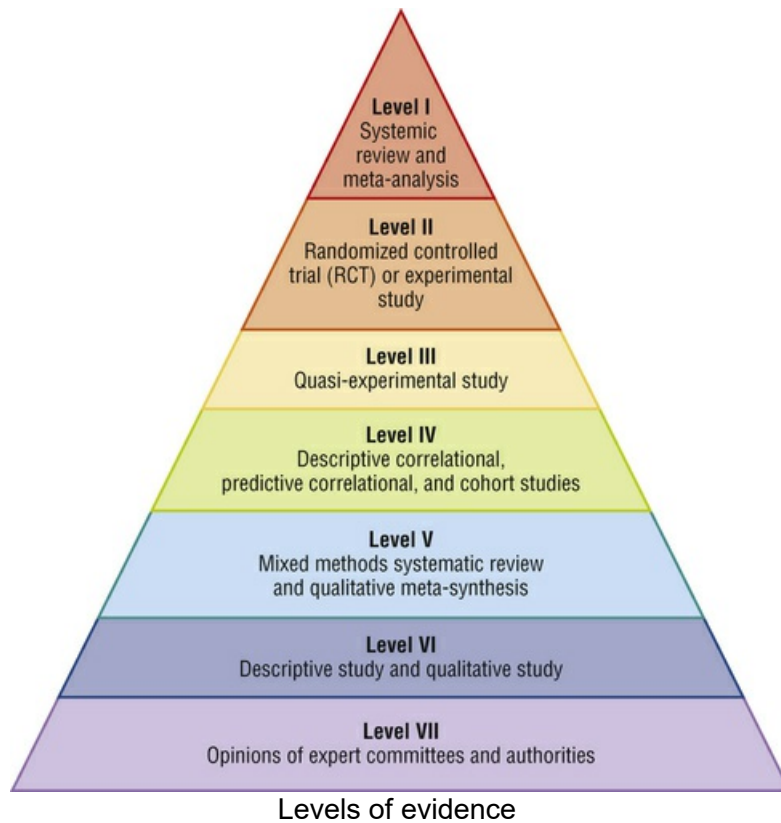 Level I
Systemic
review and
meta-analysis
Level II
Randomized controlled
trial (RCT) or experimental
study
Level III
Quasi-experimental study
Level IV
Descriptive correlational,
predictive correlational, and cohort studies
Level V
Mixed methods systematic review
and qualitative meta-synthesis
Level VI
Descriptive study and qualitative study
Level VII
Opinions of expert committees and authorities
Levels of evidence